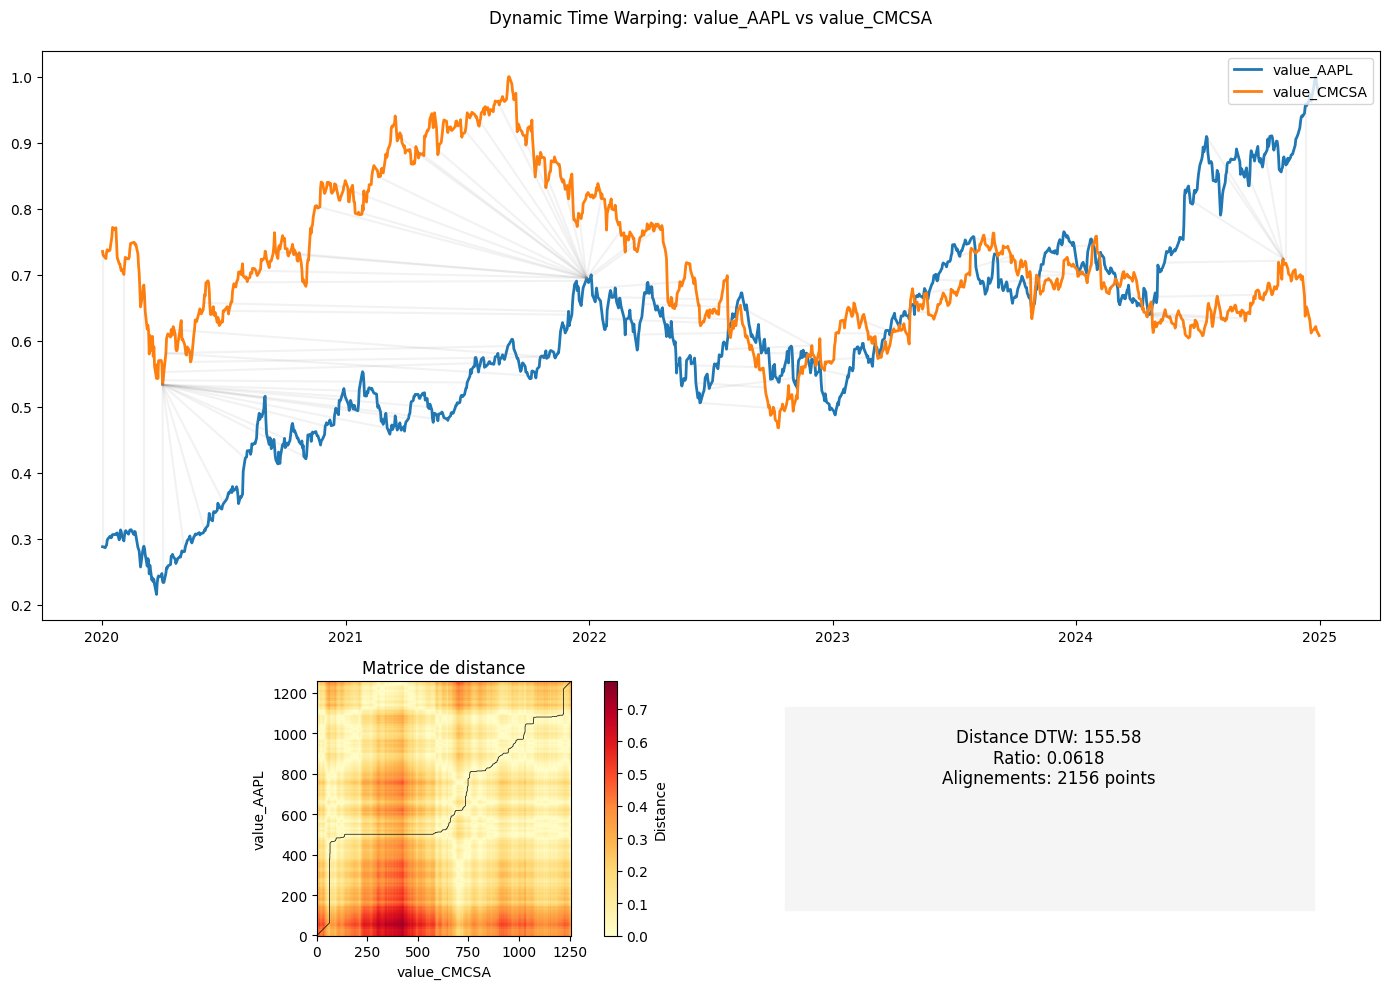 Dynamic Time Warping: value_AAPL vs value_CMCSA
value_AAPL
value_CMCSA
1.0
0.9
0.8
0.7
0.6
0.5
0.4
0.3
0.2
2020 2021 2022 2023 2024 2025
Matrice de distance
value_AAPL
1200
1000
800
600
400
200
0
0 250 500 750 1000 1250
value_CMCSA
0.7
0.6
0.5
0.4
0.3
0.2
0.1
0.0
Distance
Distance DTW: 155.58
Ratio: 0.0618
Alignements: 2156 points